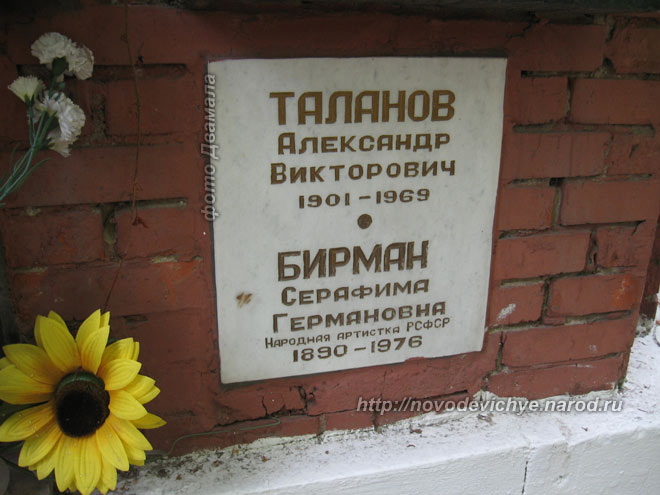 ТАЛАНОВ
АЛЕКСАНДР
ВИКТОРОВИЧ
1901-1969
БИРМАН
СЕРАФИМА
ГЕРМАНОВНА
НАРОДНАЯ АРТИСТКА РСФСР
1890-1976
фото Двамала
http://novodevichye.narod.ru